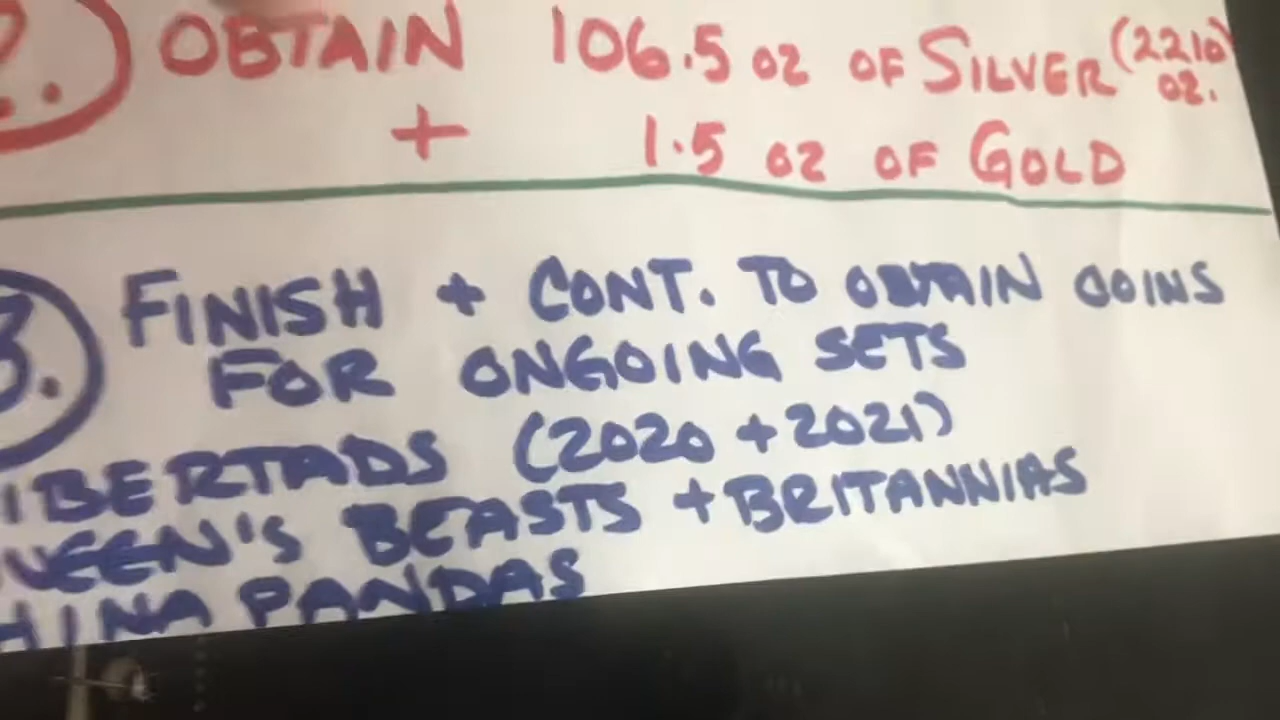 2. OBTAIN 106.5 oz OF SILVER (2210 oz.)
+ 1.5 oz OF GOLD
3. FINISH + CONT. TO OBTAIN COINS
FOR ONGOING SETS
IBERTADS (2020 + 2021)
UEEN'S BEASTS + BRITANNIAS
HINA PANDAS